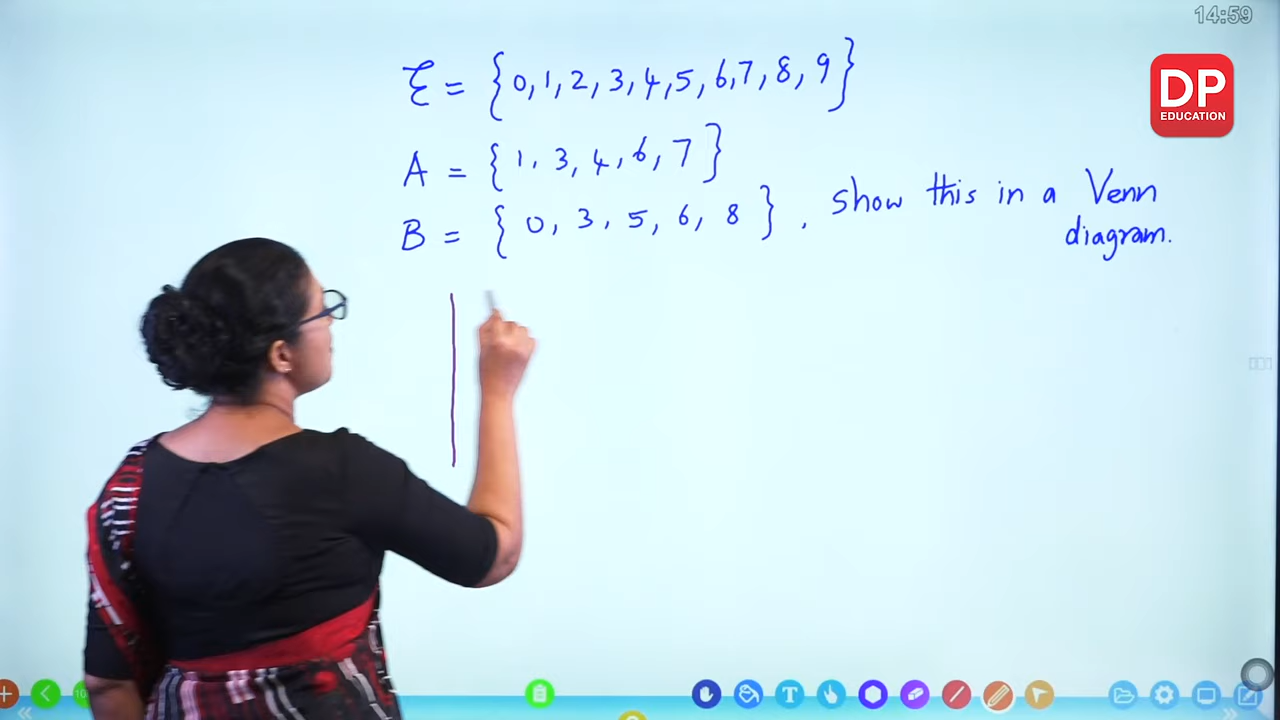 14:59
ℰ = {0, 1, 2, 3, 4, 5, 6, 7, 8, 9}
DP
EDUCATION
A = {1, 3, 4, 6, 7}
B = {0, 3, 5, 6, 8}, show this in a Venn
diagram.